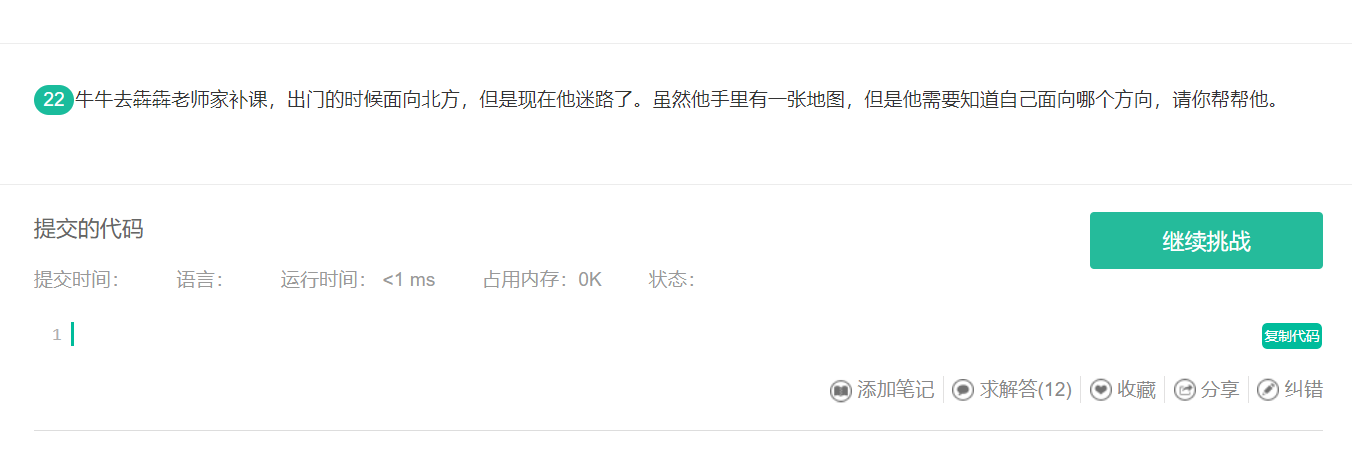 22 牛牛去犇犇老师家补课，出门的时候面向北方，但是现在他迷路了。虽然他手里有一张地图，但是他需要知道自己面向哪个方向，请你帮帮他。
提交的代码
继续挑战
提交时间： 语言： 运行时间： <1 ms 占用内存：0K 状态：
1
复制代码
添加笔记 求解答(12) 收藏 分享 纠错